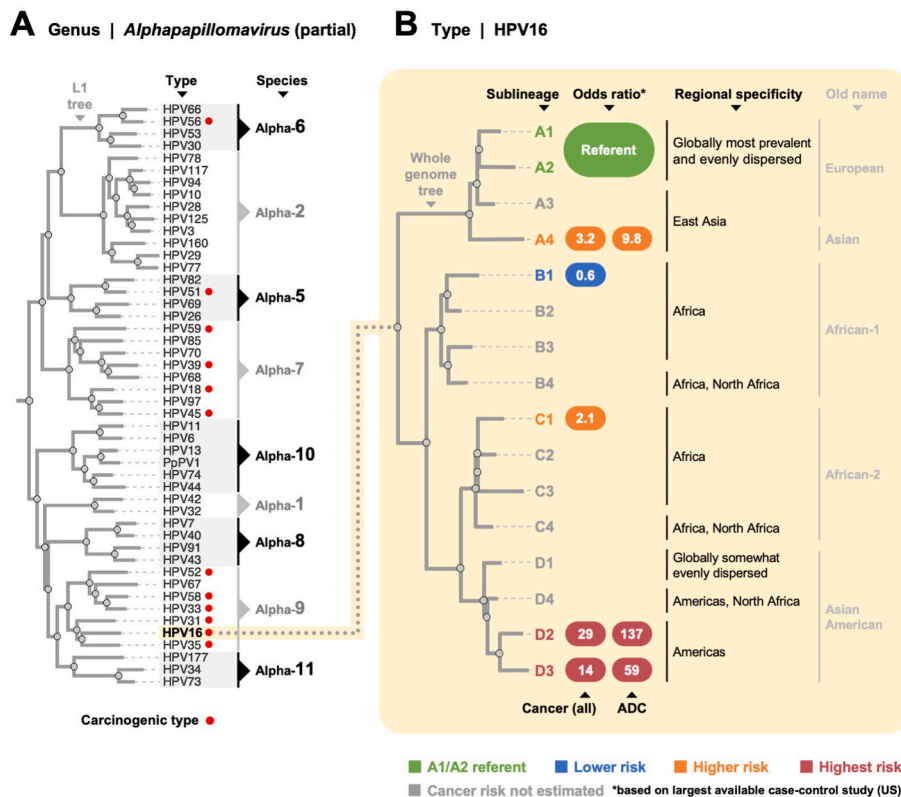 A Genus | Alphapapillomavirus (partial)
L1
tree
Type
Species
HPV66
HPV56
HPV53
HPV30
Alpha-6
HPV78
HPV117
HPV94
HPV10
HPV28
HPV125
HPV3
HPV160
HPV29
HPV77
Alpha-2
HPV82
HPV51
HPV69
HPV26
Alpha-5
HPV59
HPV85
HPV70
HPV39
HPV68
HPV18
HPV97
HPV45
Alpha-7
HPV11
HPV6
HPV13
PpPV1
HPV74
HPV44
Alpha-10
HPV42
HPV32
Alpha-1
HPV7
HPV40
HPV91
HPV43
Alpha-8
HPV52
HPV67
HPV58
HPV33
HPV31
HPV16
HPV35
Alpha-9
HPV177
HPV34
HPV73
Alpha-11
Carcinogenic type
B Type | HPV16
Sublineage
Odds ratio*
Regional specificity
Old name
Whole
genome
tree
A1
A2
Referent
Globally most prevalent
and evenly dispersed
European
A3
East Asia
A4 3.2 9.8
Asian
B1 0.6
B2
Africa
B3
African-1
B4
Africa, North Africa
C1 2.1
C2
Africa
C3
African-2
C4
Africa, North Africa
D1
Globally somewhat
evenly dispersed
D4
Americas, North Africa
Asian
American
D2 29 137
Americas
D3 14 59
Cancer (all)
ADC
A1/A2 referent
Lower risk
Higher risk
Highest risk
Cancer risk not estimated
*based on largest available case-control study (US)